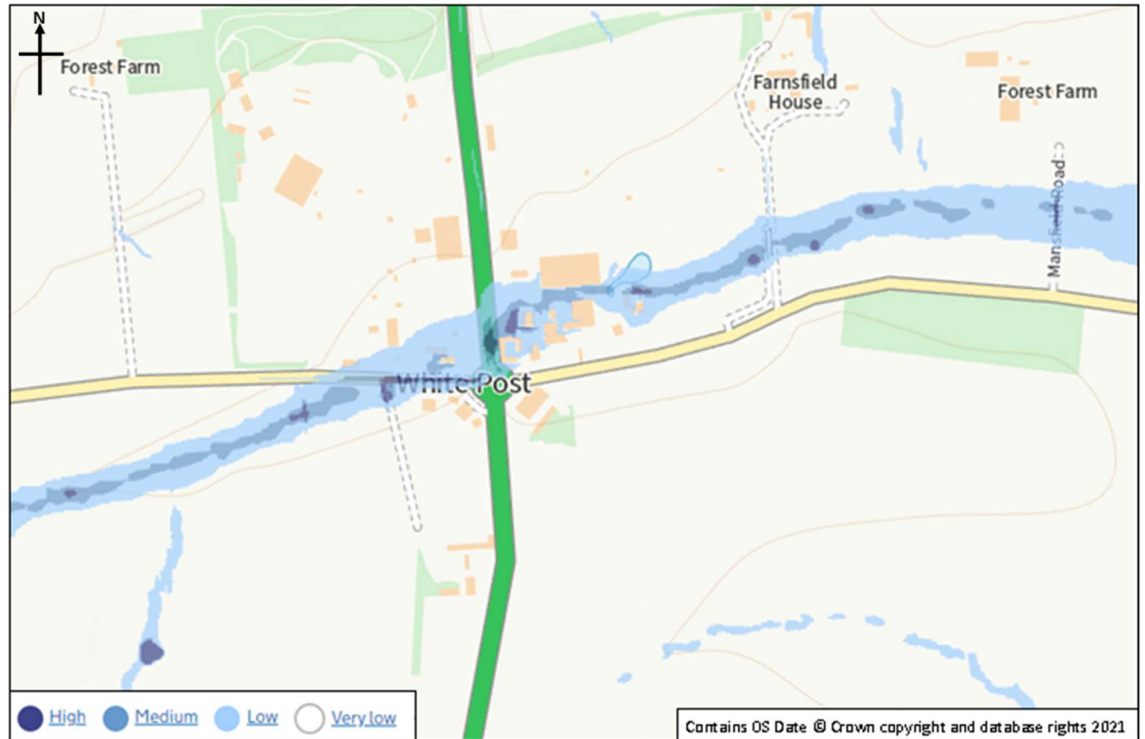 N
Forest Farm
Farnsfield
House
Forest Farm
Mansfield Road
White Post
High
Medium
Low
Very low
Contains OS Date © Crown copyright and database rights 2021